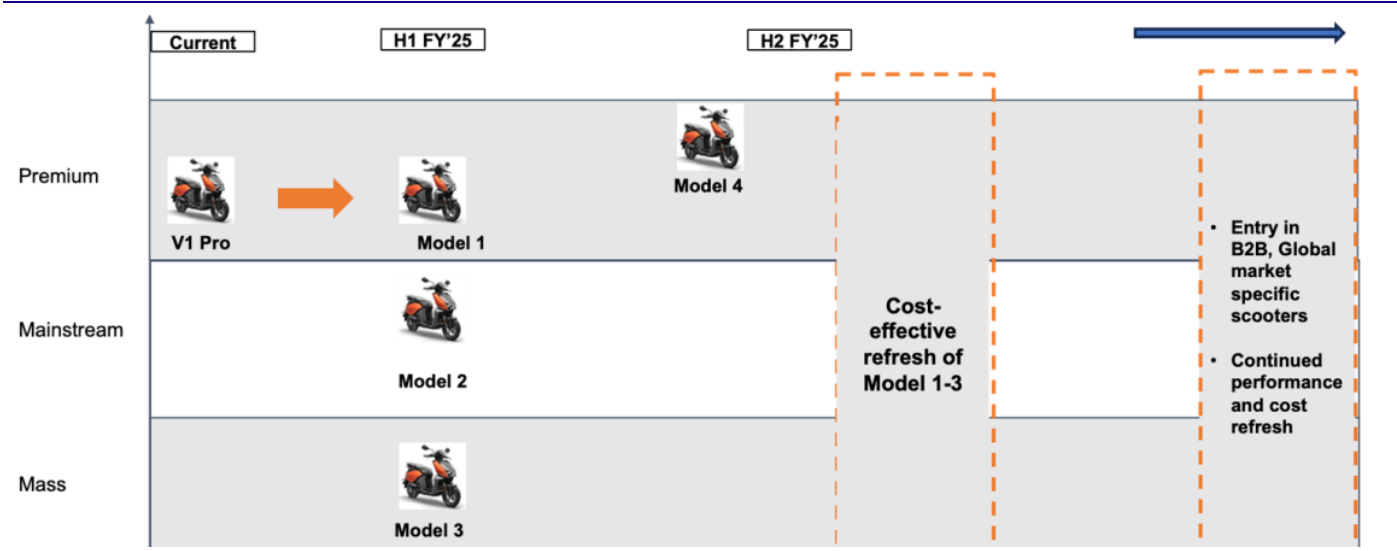 Current
H1 FY'25
H2 FY'25
Premium
V1 Pro
Model 1
Model 4
Mainstream
Model 2
Mass
Model 3
Cost-
effective
refresh of
Model 1-3
• Entry in
B2B, Global
market
specific
scooters
• Continued
performance
and cost
refresh